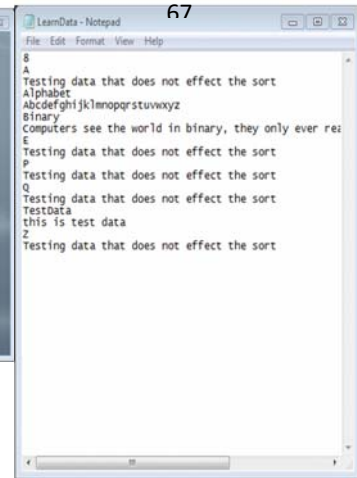 67
LearnData - Notepad
File Edit Format View Help
8
A
Testing data that does not effect the sort
Alphabet
Abcdefghijklmnopqrstuvwxyz
Binary
Computers see the world in binary, they only ever rea
E
Testing data that does not effect the sort
P
Testing data that does not effect the sort
Q
Testing data that does not effect the sort
TestData
this is test data
Z
Testing data that does not effect the sort